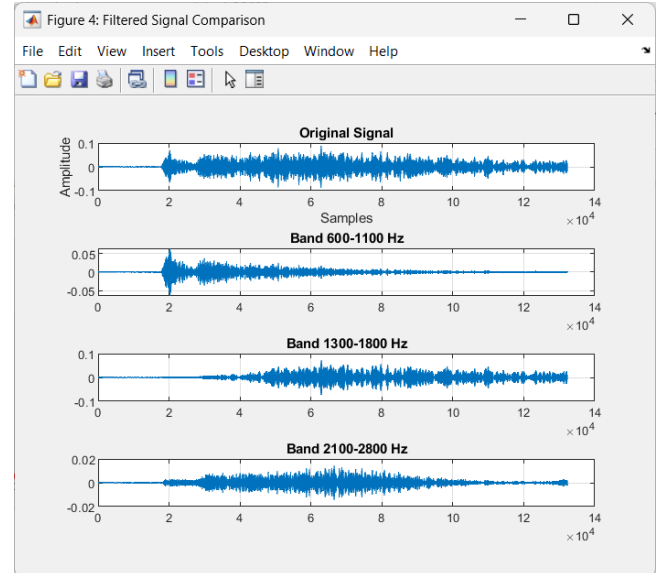 Figure 4: Filtered Signal Comparison
File Edit View Insert Tools Desktop Window Help
Original Signal
Amplitude
0.1
0
-0.1
0 2 4 6 8 10 12 14
Samples
×10^4
Band 600-1100 Hz
0.05
0
-0.05
0 2 4 6 8 10 12 14
×10^4
Band 1300-1800 Hz
0.1
0
-0.1
0 2 4 6 8 10 12 14
×10^4
Band 2100-2800 Hz
0.02
0
-0.02
0 2 4 6 8 10 12 14
×10^4